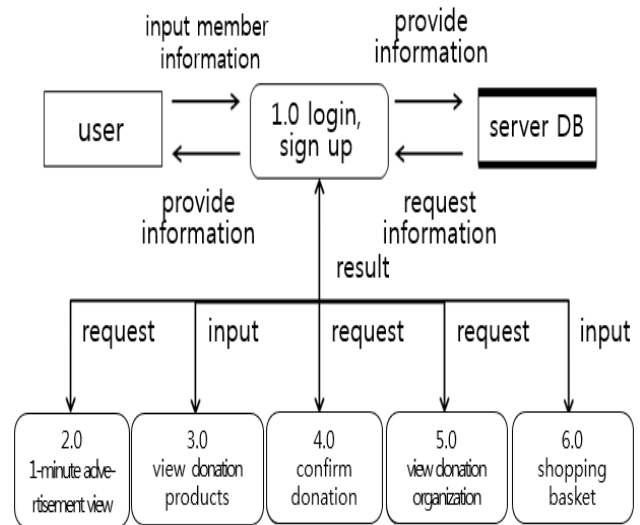 input member
information
provide
information
user
1.0 login,
sign up
server DB
provide
information
request
information
result
request
input
request
request
input
2.0
1-minute adve-
rtisement view
3.0
view donation
products
4.0
confirm
donation
5.0
view donation
organization
6.0
shopping
basket